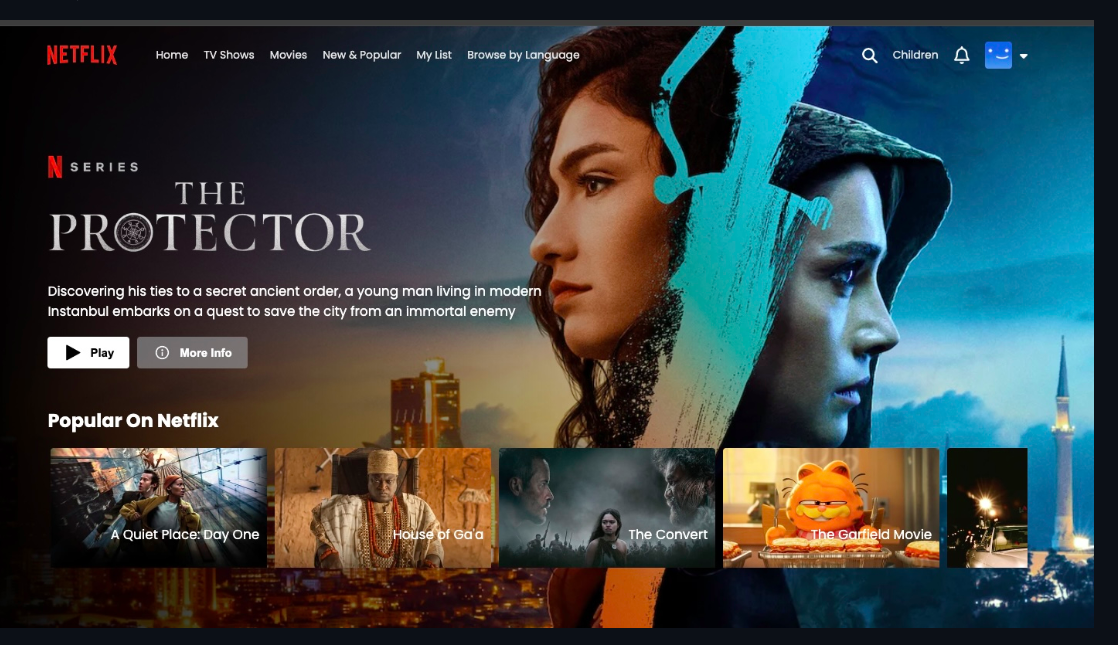 NETFLIX Home TV Shows Movies New & Popular My List Browse by Language Children
N SERIES
THE
PROTECTOR
Discovering his ties to a secret ancient order, a young man living in modern
Instanbul embarks on a quest to save the city from an immortal enemy
Play More Info
Popular On Netflix
A Quiet Place: Day One House of Ga'a The Convert The Garfield Movie